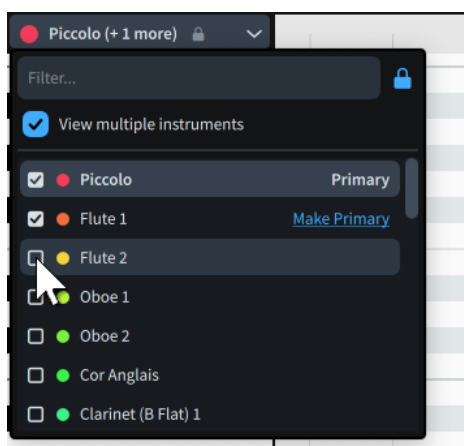 Piccolo (+ 1 more)
Filter...
View multiple instruments
Piccolo Primary
Flute 1 Make Primary
Flute 2
Oboe 1
Oboe 2
Cor Anglais
Clarinet (B Flat) 1